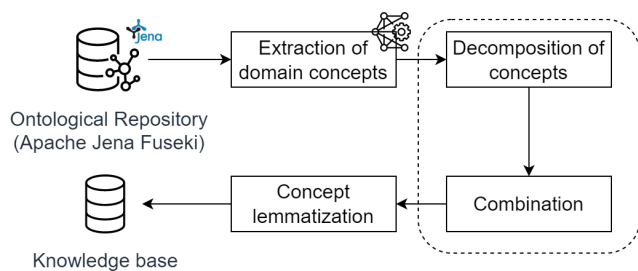 jena
Extraction of
domain concepts
Decomposition of
concepts
Ontological Repository
(Apache Jena Fuseki)
Concept
lemmatization
Combination
Knowledge base